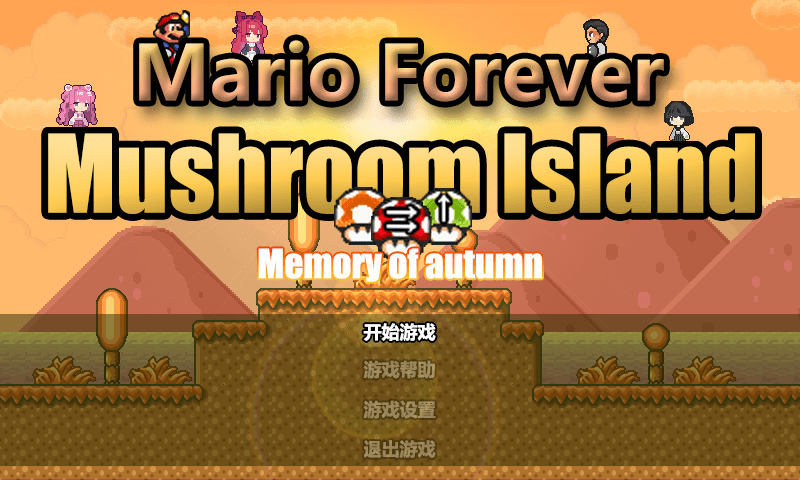 Mario Forever
Mushroom Island
Memory of autumn
开始游戏
游戏帮助
游戏设置
退出游戏